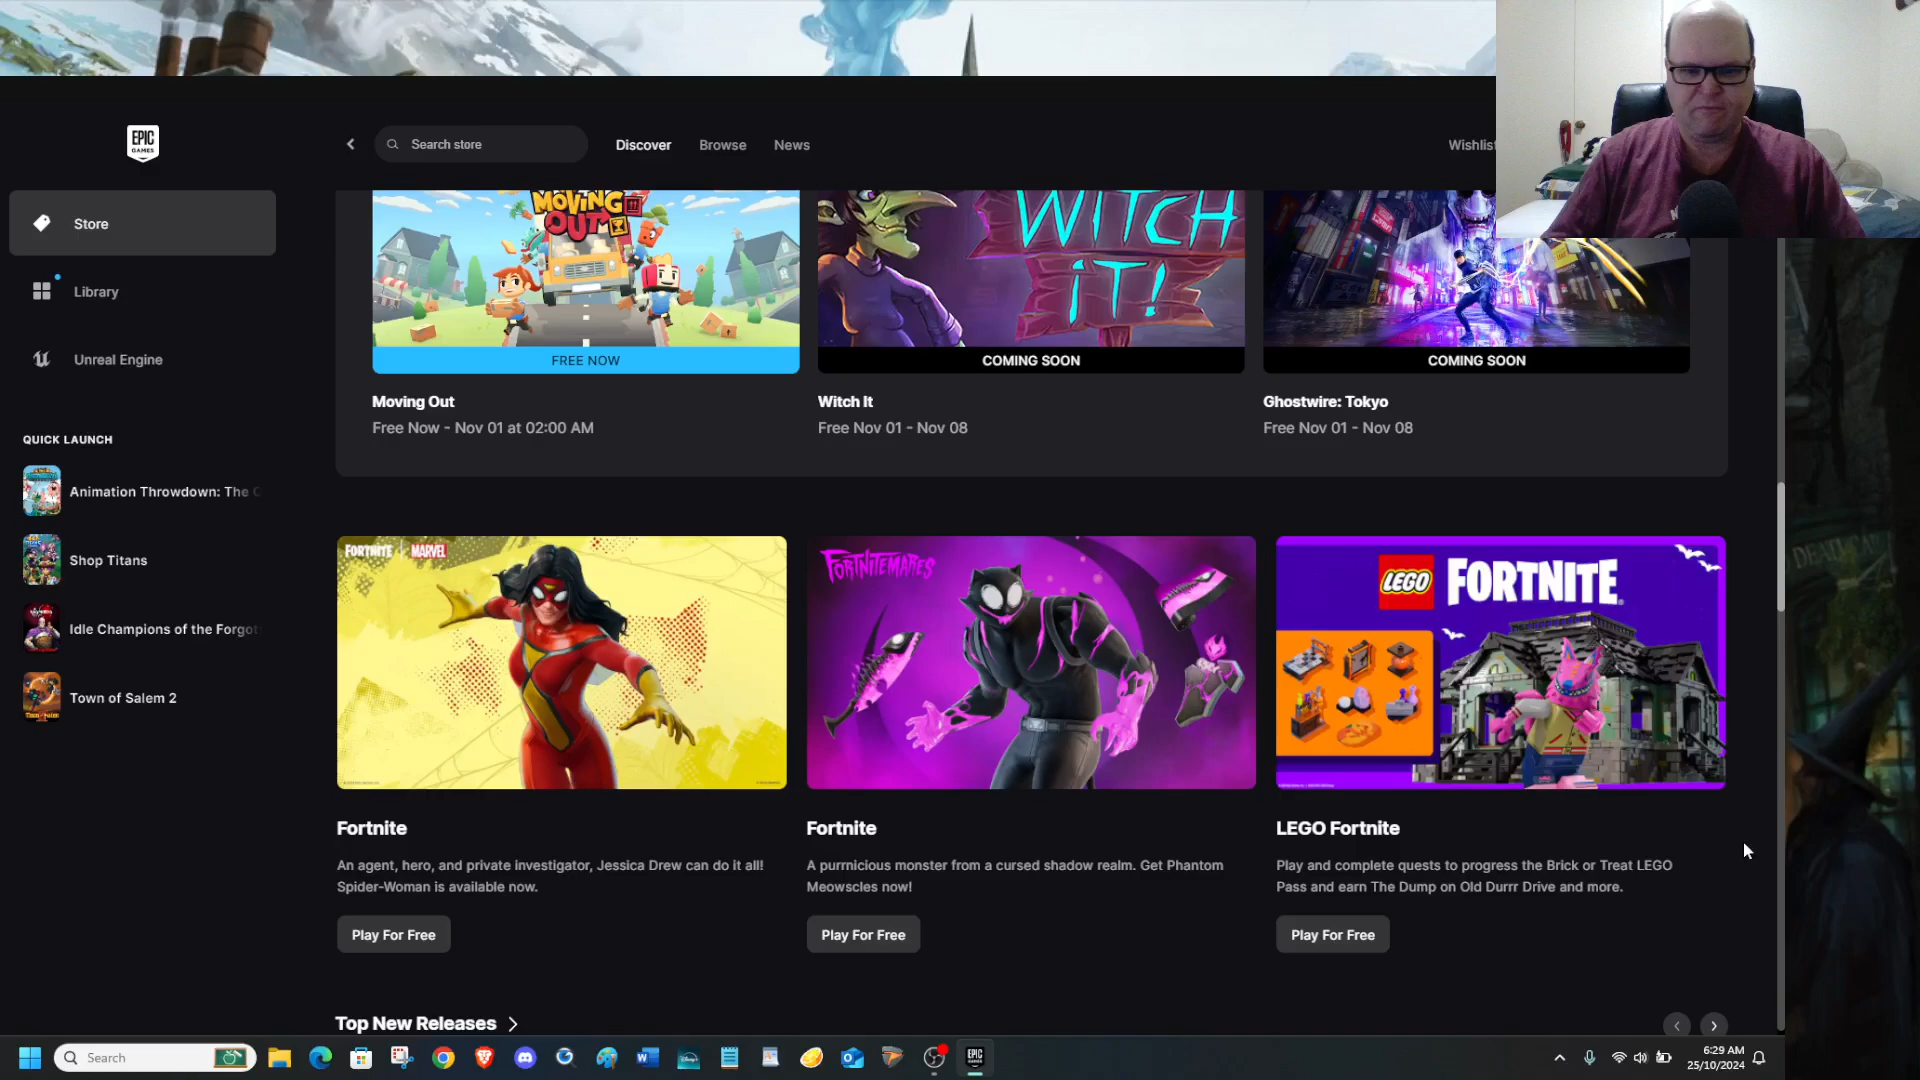 EPIC
GAMES
Search store
Discover
Browse
News
Wishlist
Store
Library
Unreal Engine
QUICK LAUNCH
Animation Throwdown: The C
Shop Titans
Idle Champions of the Forgot
Town of Salem 2
MOVING
OUT
FREE NOW
Moving Out
Free Now - Nov 01 at 02:00 AM
WITCH
IT!
COMING SOON
Witch It
Free Nov 01 - Nov 08
COMING SOON
Ghostwire: Tokyo
Free Nov 01 - Nov 08
FORTNITE | MARVEL
Fortnite
An agent, hero, and private investigator, Jessica Drew can do it all!
Spider-Woman is available now.
Play For Free
FORTNITEMARES
Fortnite
A purrnicious monster from a cursed shadow realm. Get Phantom
Meowscles now!
Play For Free
LEGO FORTNITE
LEGO Fortnite
Play and complete quests to progress the Brick or Treat LEGO
Pass and earn The Dump on Old Durrr Drive and more.
Play For Free
Top New Releases
Search
6:29 AM
25/10/2024